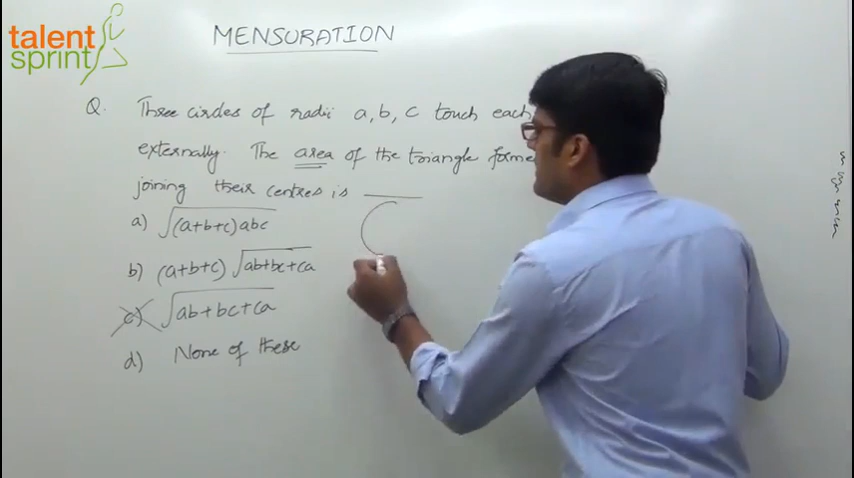 talent
sprint
MENSURATION
Q. Three circles of radii a, b, c touch each
externally. The area of the triangle forme
joining their centres is ______
a) √(a+b+c)abc
b) (a+b+c) √ab+bc+ca
c) √ab+bc+ca
d) None of these